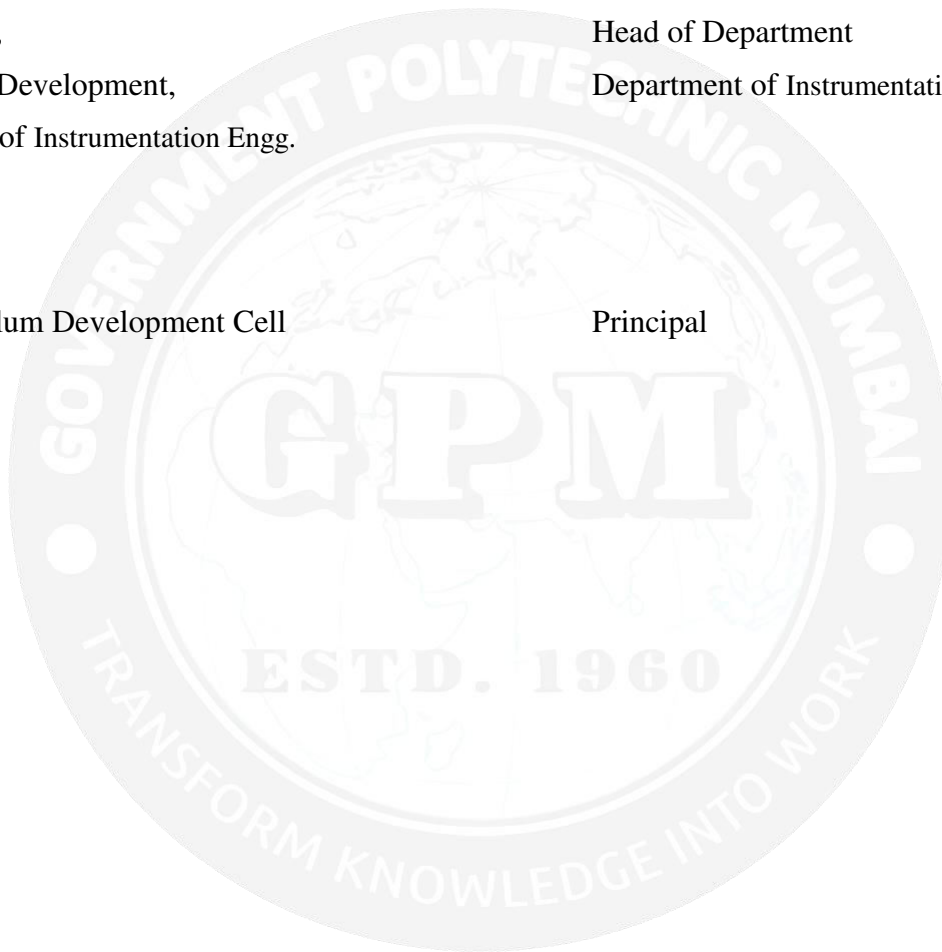 , Head of Department
Development, Department of Instrumentati
of Instrumentation Engg.
lum Development Cell Principal
GOVERNMENT POLYTECHNIC MUMBAI
GPM
ESTD. 1960
TRANSFORM KNOWLEDGE INTO WORK